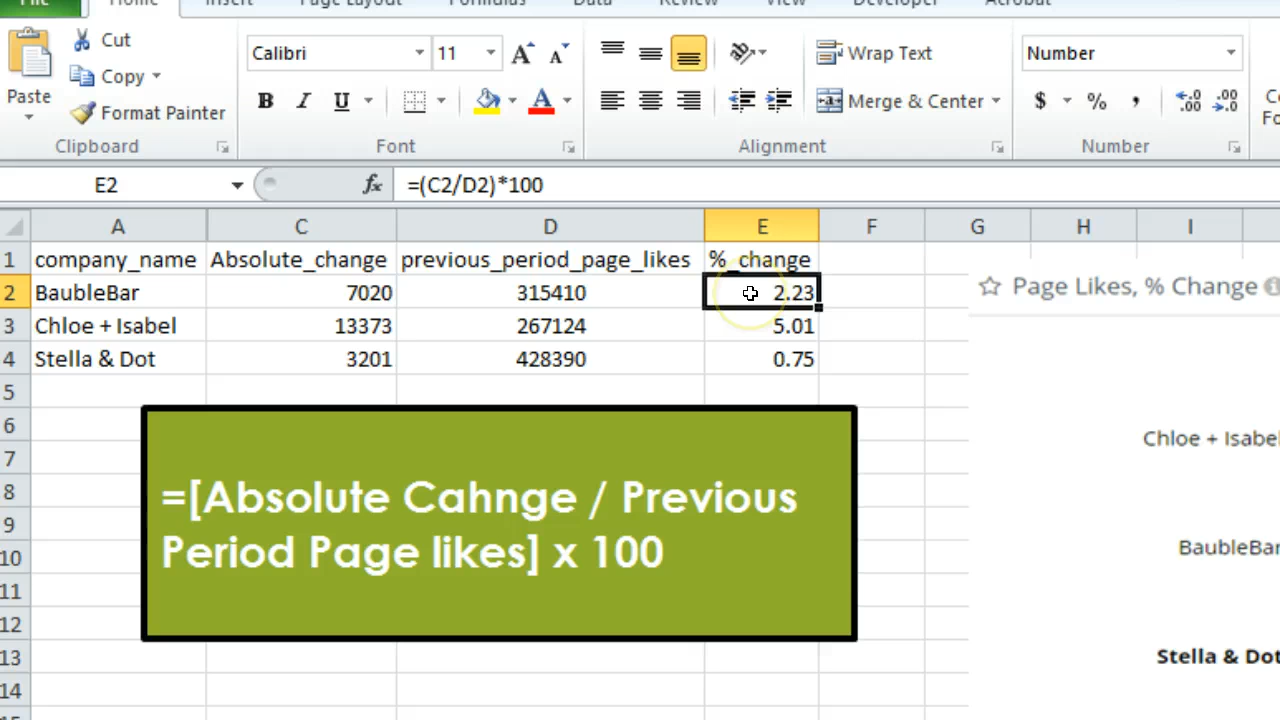 File Home Insert Page Layout Formulas Data Review View Developer Acrobat
Cut
Copy
Format Painter
Paste
Calibri 11
B I U A
Wrap Text
Merge & Center
Number
$ % ,
Clipboard Font Alignment Number
E2 fx =(C2/D2)*100
A C D E F G H I
1 company_name Absolute_change previous_period_page_likes %_change
2 BaubleBar 7020 315410 2.23
3 Chloe + Isabel 13373 267124 5.01
4 Stella & Dot 3201 428390 0.75
5
6
7
8
9
10
11
12
13
14
=[Absolute Cahnge / Previous
Period Page likes] x 100
Page Likes, % Change
Chloe + Isabel
BaubleBar
Stella & Dot